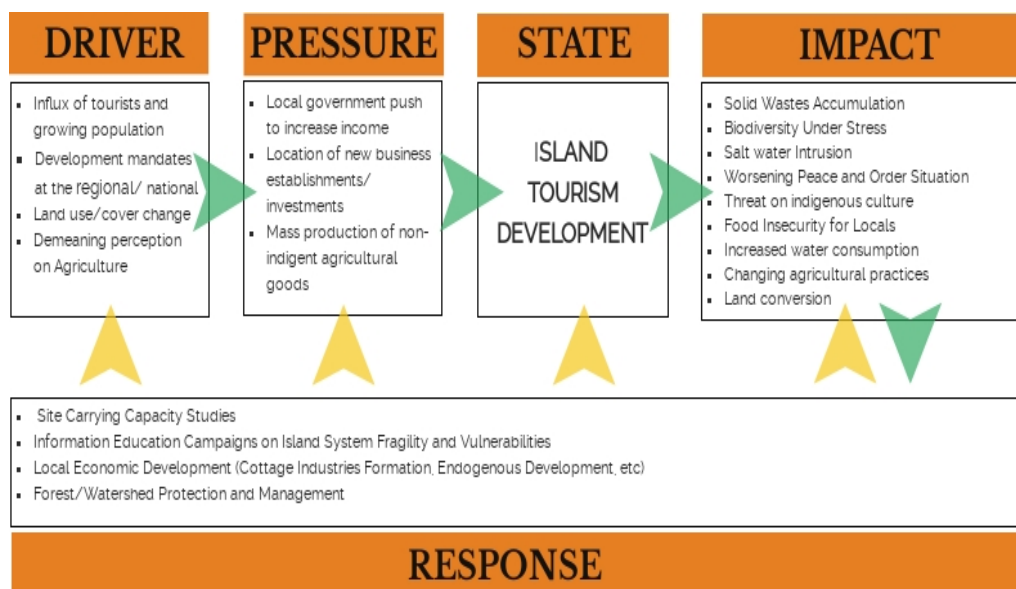 DRIVER
▪ Influx of tourists and
growing population
▪ Development mandates
at the regional/ national
▪ Land use/cover change
▪ Demeaning perception
on Agriculture
PRESSURE
▪ Local government push
to increase income
▪ Location of new business
establishments/
investments
▪ Mass production of non-
indigent agricultural
goods
STATE
ISLAND
TOURISM
DEVELOPMENT
IMPACT
▪ Solid Wastes Accumulation
▪ Biodiversity Under Stress
▪ Salt water Intrusion
▪ Worsening Peace and Order Situation
▪ Threat on indigenous culture
▪ Food Insecurity for Locals
▪ Increased water consumption
▪ Changing agricultural practices
▪ Land conversion
▪ Site Carrying Capacity Studies
▪ Information Education Campaigns on Island System Fragility and Vulnerabilities
▪ Local Economic Development (Cottage Industries Formation, Endogenous Development, etc)
▪ Forest/Watershed Protection and Management
RESPONSE